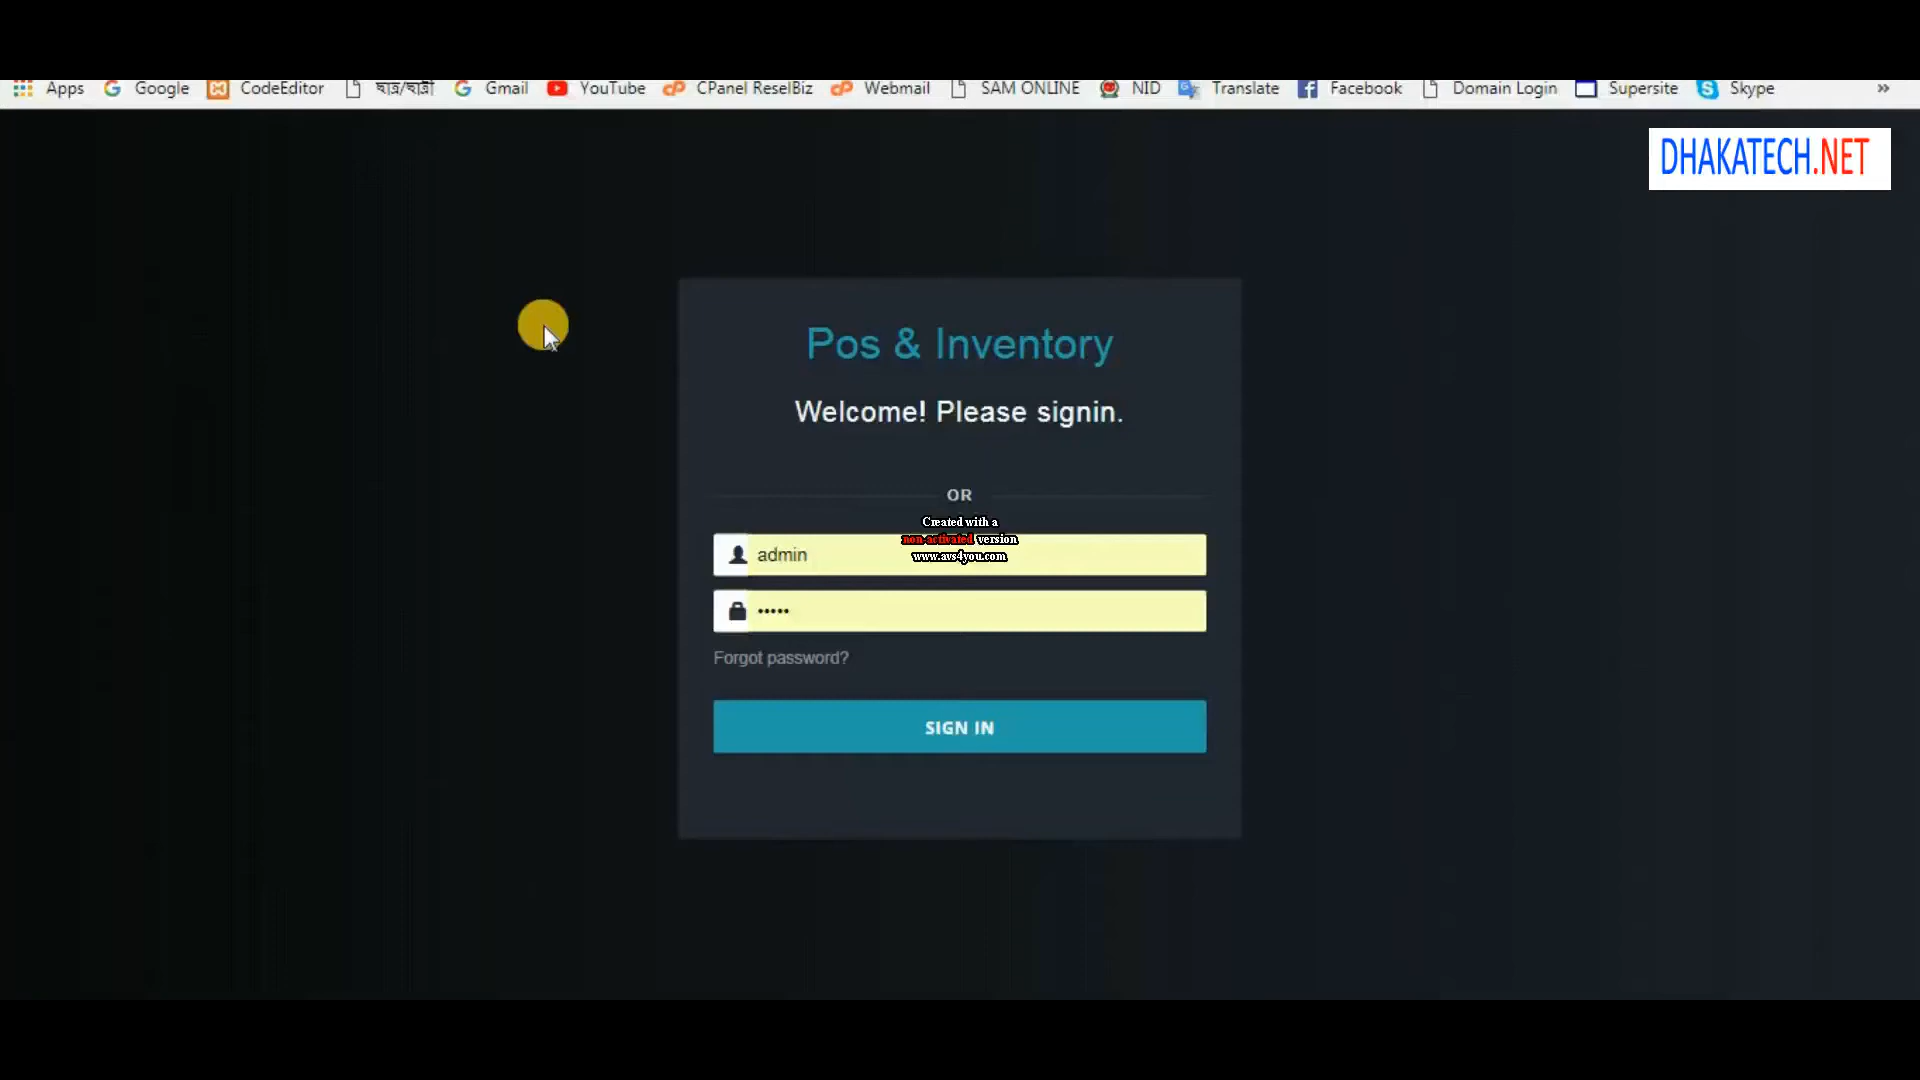 Apps Google CodeEditor ছাত্র/ছাত্রী Gmail YouTube CPanel ReselBiz Webmail SAM ONLINE NID Translate Facebook Domain Login Supersite Skype »
DHAKATECH.NET
Pos & Inventory
Welcome! Please signin.
OR
Created with a
non-activated version
www.avs4you.com
admin
•••••
Forgot password?
SIGN IN